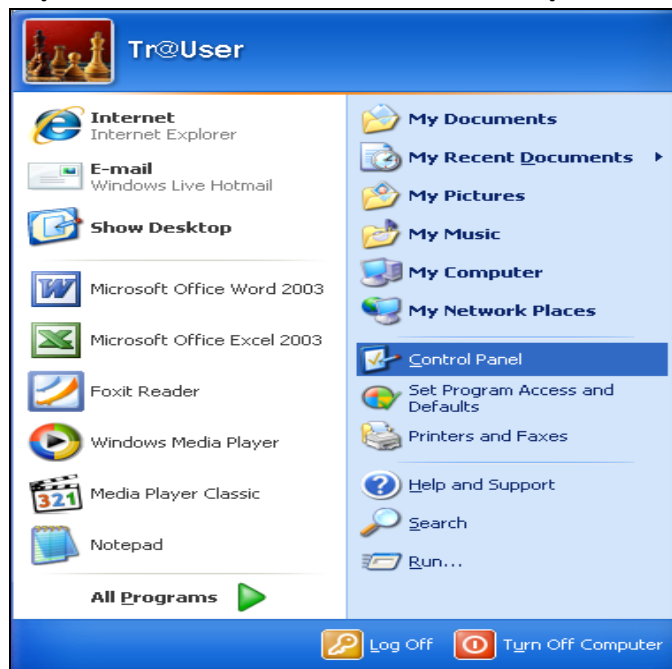 Tr@User
Internet
Internet Explorer
E-mail
Windows Live Hotmail
Show Desktop
Microsoft Office Word 2003
Microsoft Office Excel 2003
Foxit Reader
Windows Media Player
321
Media Player Classic
Notepad
All Programs
My Documents
My Recent Documents
My Pictures
My Music
My Computer
My Network Places
Control Panel
Set Program Access and
Defaults
Printers and Faxes
Help and Support
Search
Run...
Log Off
Turn Off Computer